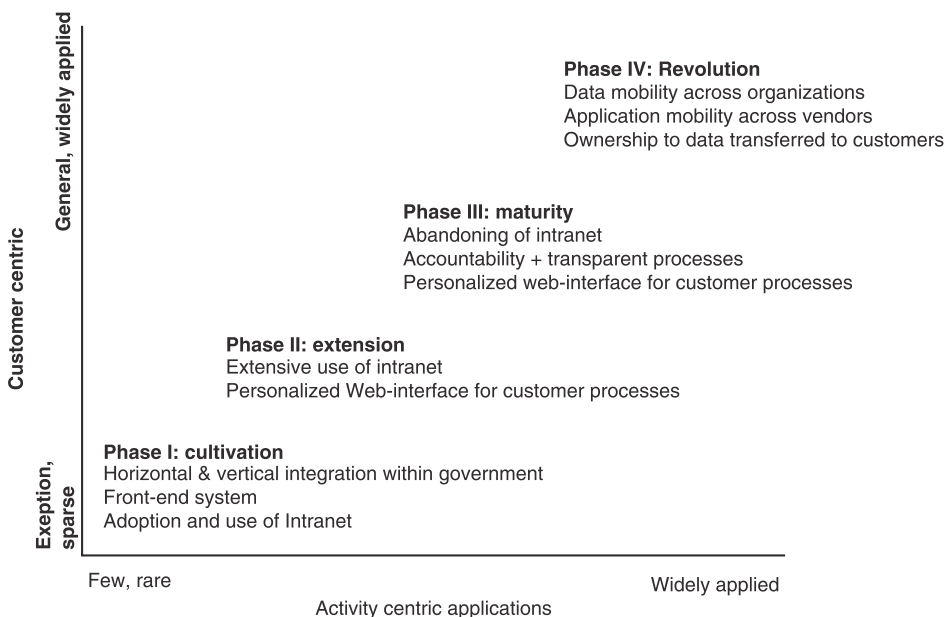 General, widely applied
Customer centric
Exeption,
sparse
Phase IV: Revolution
Data mobility across organizations
Application mobility across vendors
Ownership to data transferred to customers
Phase III: maturity
Abandoning of intranet
Accountability + transparent processes
Personalized web-interface for customer processes
Phase II: extension
Extensive use of intranet
Personalized Web-interface for customer processes
Phase I: cultivation
Horizontal & vertical integration within government
Front-end system
Adoption and use of Intranet
Few, rare
Widely applied
Activity centric applications